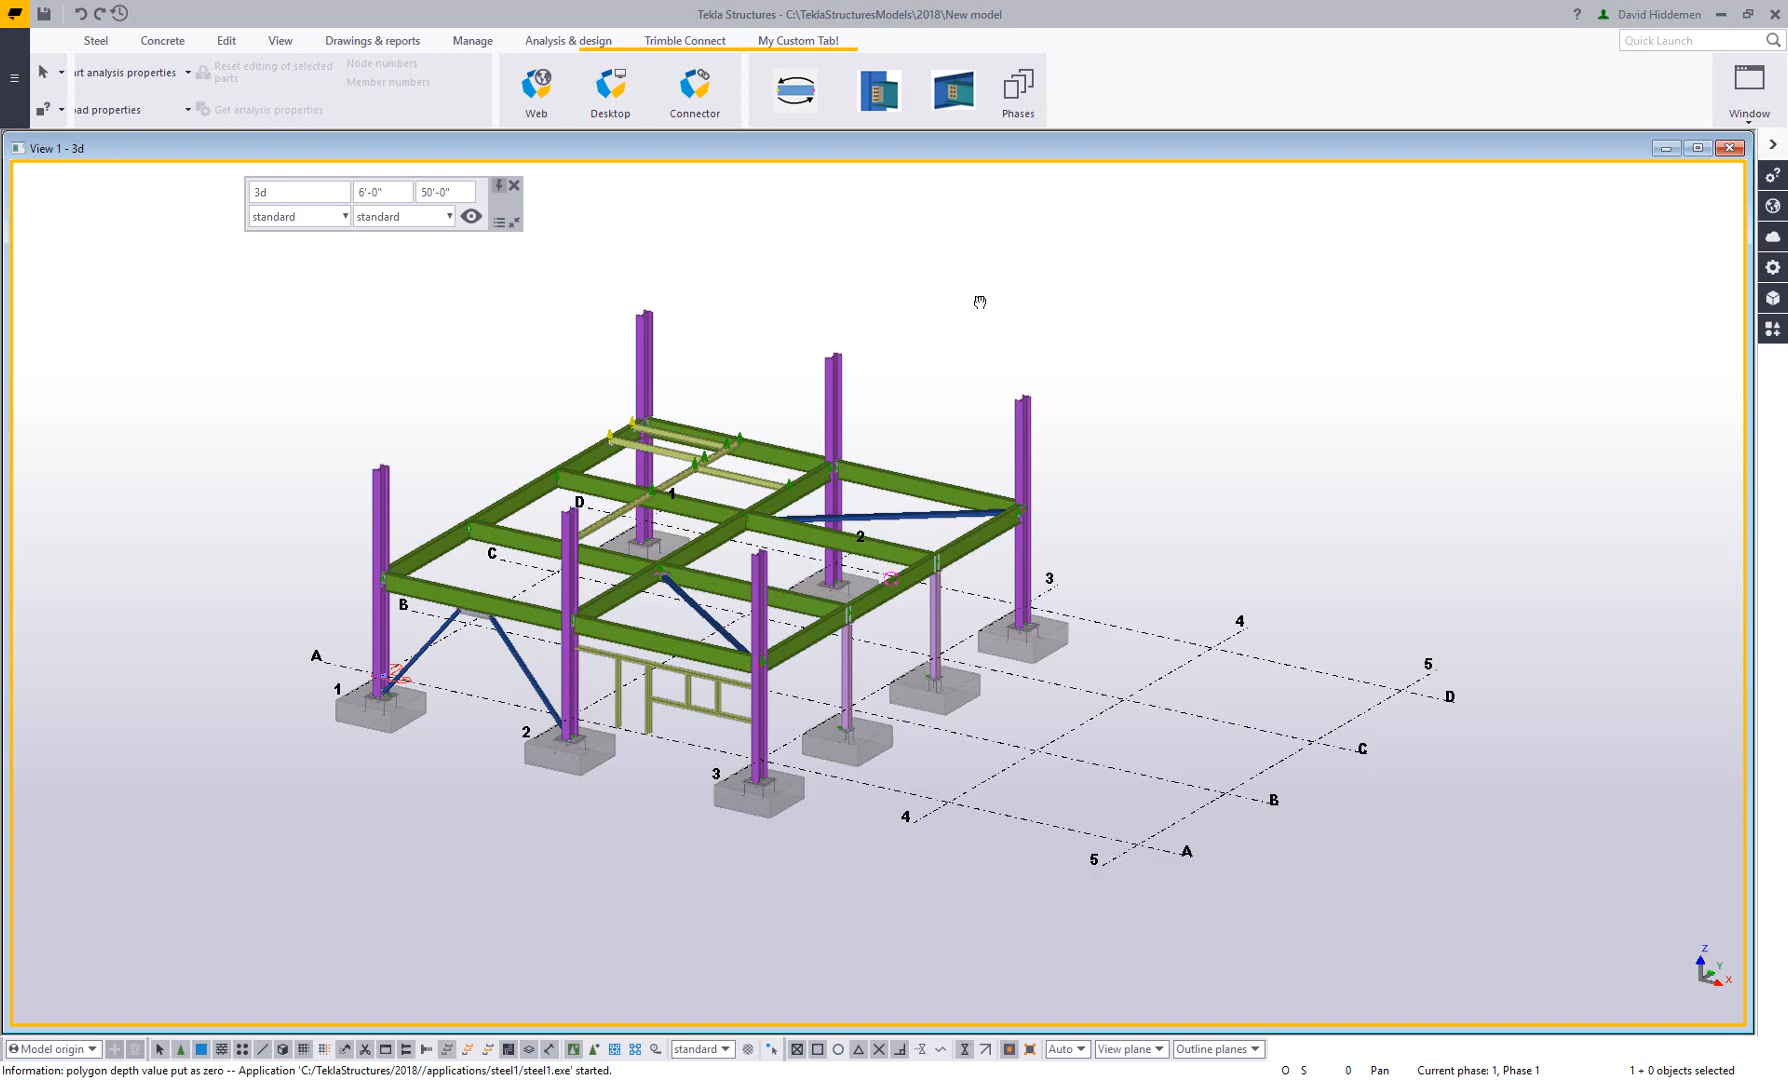 Tekla Structures - C:\TeklaStructuresModels\2018\New model
? David Hiddemen
Steel Concrete Edit View Drawings & reports Manage Analysis & design Trimble Connect My Custom Tab!
Quick Launch
rt analysis properties
Reset editing of selected parts
Node numbers
Member numbers
ad properties
Get analysis properties
Web Desktop Connector Phases Window
View 1 - 3d
3d 6'-0" 50'-0"
standard standard
D 1
C 2
B 3
A 4
1 5
D
2
C
3
B
4
A
5
Z
Y
X
Model origin standard Auto View plane Outline planes
Information: polygon depth value put as zero -- Application 'C:/TeklaStructures/2018//applications/steel1/steel1.exe' started.
O S 0 Pan Current phase: 1, Phase 1 1 + 0 objects selected